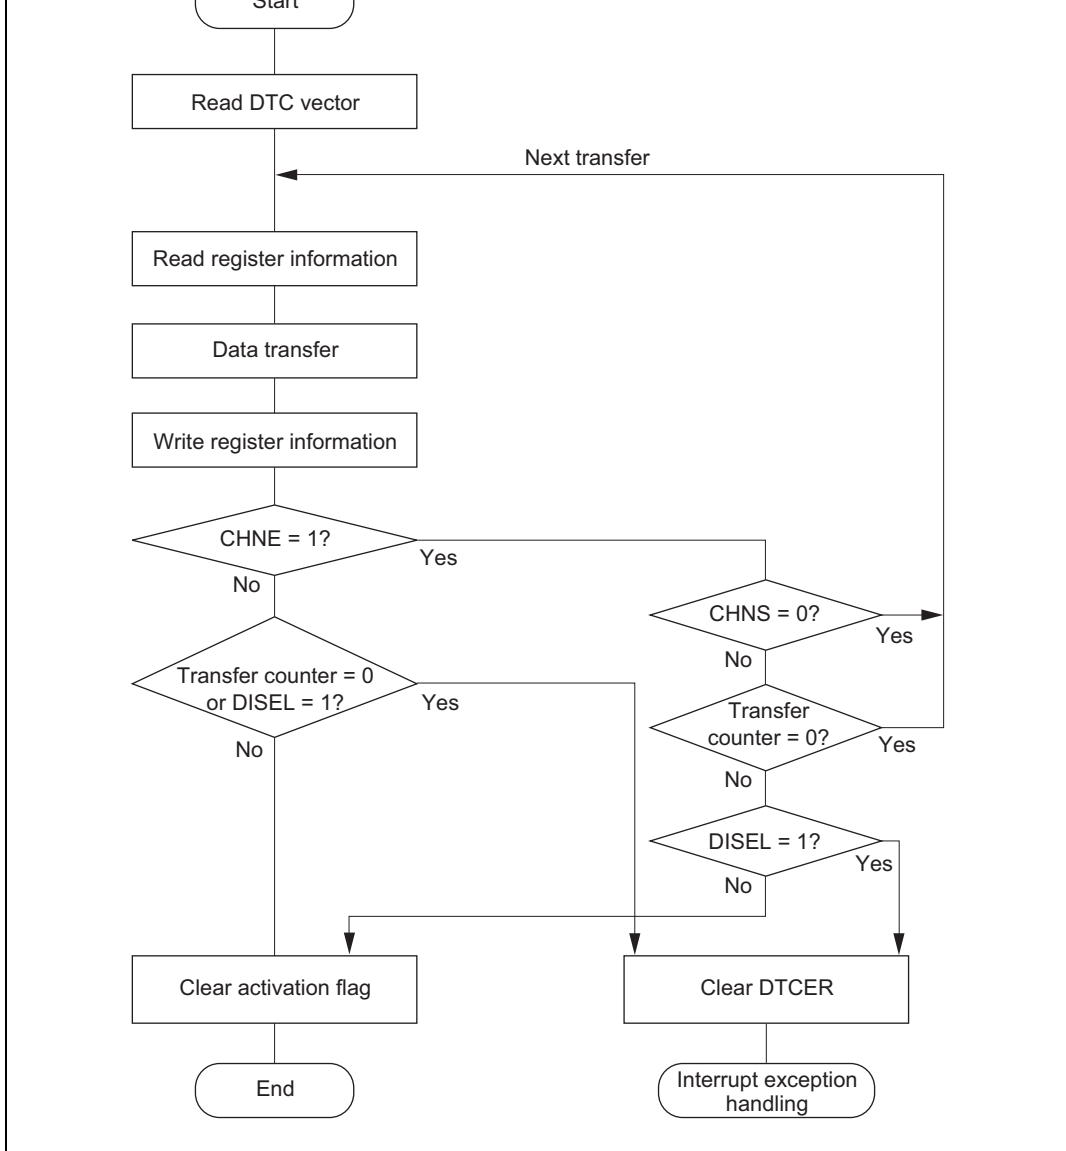 Start
Read DTC vector
Next transfer
Read register information
Data transfer
Write register information
CHNE = 1?
Yes
No
CHNS = 0?
Yes
No
Transfer counter = 0
or DISEL = 1?
Yes
No
Transfer
counter = 0?
Yes
No
DISEL = 1?
Yes
No
Clear activation flag
Clear DTCER
End
Interrupt exception
handling